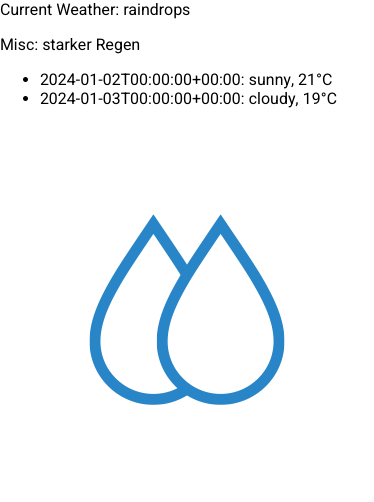 Current Weather: raindrops
Misc: starker Regen
• 2024-01-02T00:00:00+00:00: sunny, 21°C
• 2024-01-03T00:00:00+00:00: cloudy, 19°C